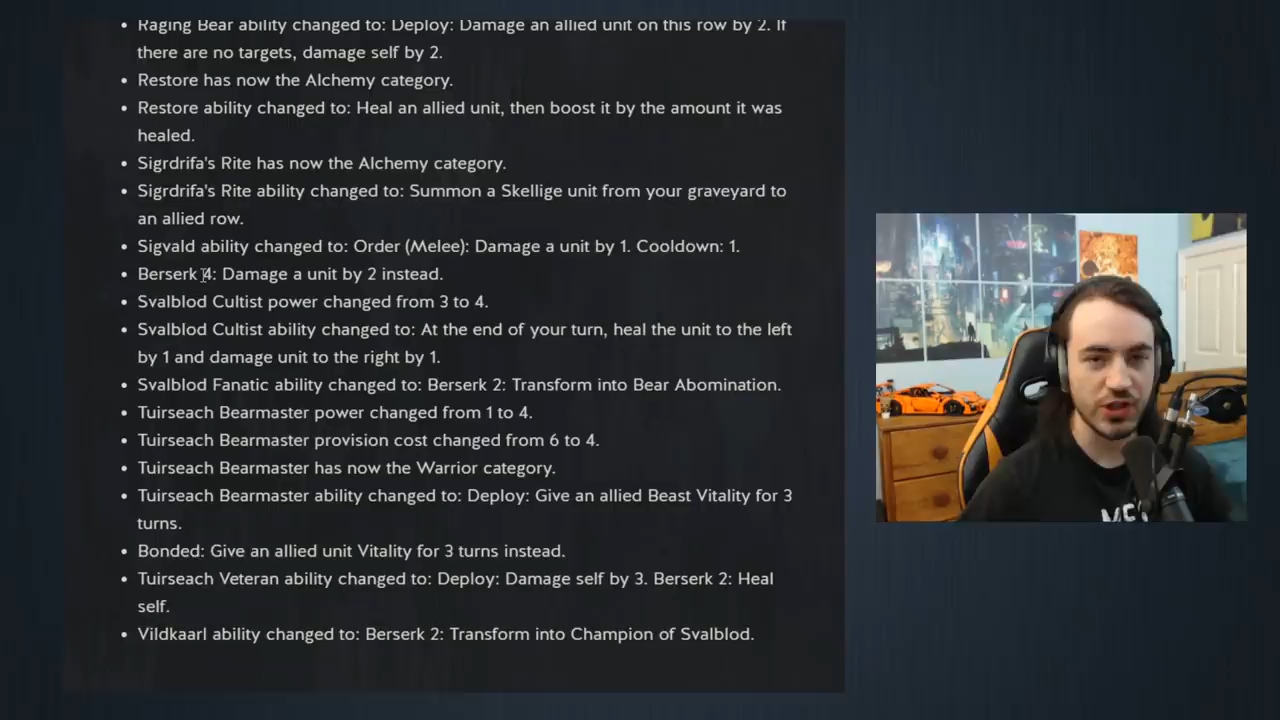 • Raging Bear ability changed to: Deploy: Damage an allied unit on this row by 2. If
there are no targets, damage self by 2.
• Restore has now the Alchemy category.
• Restore ability changed to: Heal an allied unit, then boost it by the amount it was
healed.
• Sigrdrifa's Rite has now the Alchemy category.
• Sigrdrifa's Rite ability changed to: Summon a Skellige unit from your graveyard to
an allied row.
• Sigvald ability changed to: Order (Melee): Damage a unit by 1. Cooldown: 1.
• Berserk 4: Damage a unit by 2 instead.
• Svalblod Cultist power changed from 3 to 4.
• Svalblod Cultist ability changed to: At the end of your turn, heal the unit to the left
by 1 and damage unit to the right by 1.
• Svalblod Fanatic ability changed to: Berserk 2: Transform into Bear Abomination.
• Tuirseach Bearmaster power changed from 1 to 4.
• Tuirseach Bearmaster provision cost changed from 6 to 4.
• Tuirseach Bearmaster has now the Warrior category.
• Tuirseach Bearmaster ability changed to: Deploy: Give an allied Beast Vitality for 3
turns.
• Bonded: Give an allied unit Vitality for 3 turns instead.
• Tuirseach Veteran ability changed to: Deploy: Damage self by 3. Berserk 2: Heal
self.
• Vildkaarl ability changed to: Berserk 2: Transform into Champion of Svalblod.